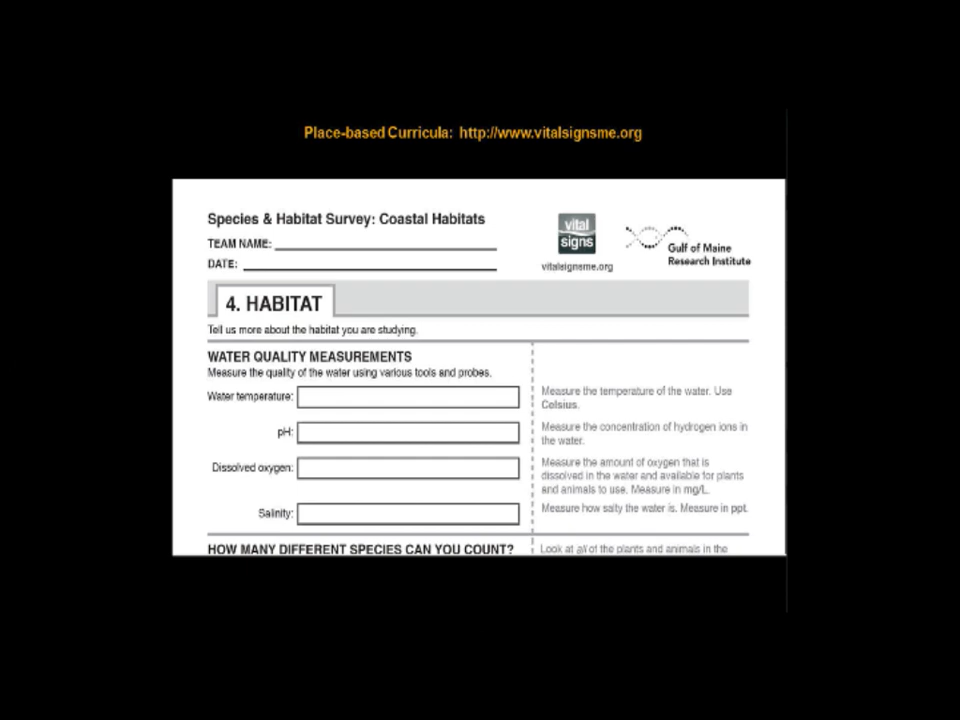 Place-based Curricula: http://www.vitalsignsme.org
Species & Habitat Survey: Coastal Habitats
TEAM NAME:
DATE:
vital
signs
vitalsignsme.org
Gulf of Maine
Research Institute
4. HABITAT
Tell us more about the habitat you are studying.
WATER QUALITY MEASUREMENTS
Measure the quality of the water using various tools and probes.
Water temperature:
Measure the temperature of the water. Use
Celsius.
pH:
Measure the concentration of hydrogen ions in
the water.
Dissolved oxygen:
Measure the amount of oxygen that is
dissolved in the water and available for plants
and animals to use. Measure in mg/L.
Salinity:
Measure how salty the water is. Measure in ppt.
HOW MANY DIFFERENT SPECIES CAN YOU COUNT?
Look at all of the plants and animals in the